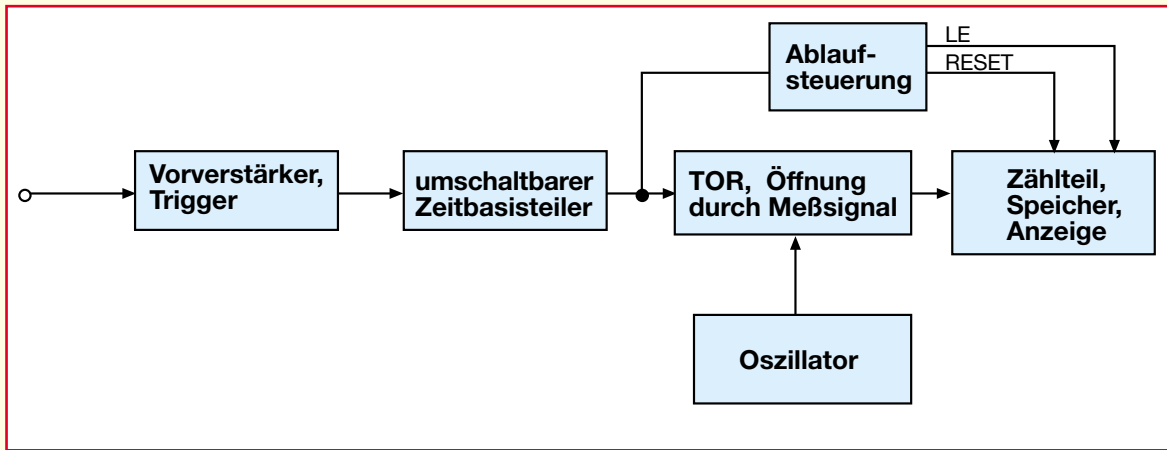 Ablauf-
steuerung
LE
RESET
Vorverstärker,
Trigger
umschaltbarer
Zeitbasisteiler
TOR, Öffnung
durch Meßsignal
Zählteil,
Speicher,
Anzeige
Oszillator